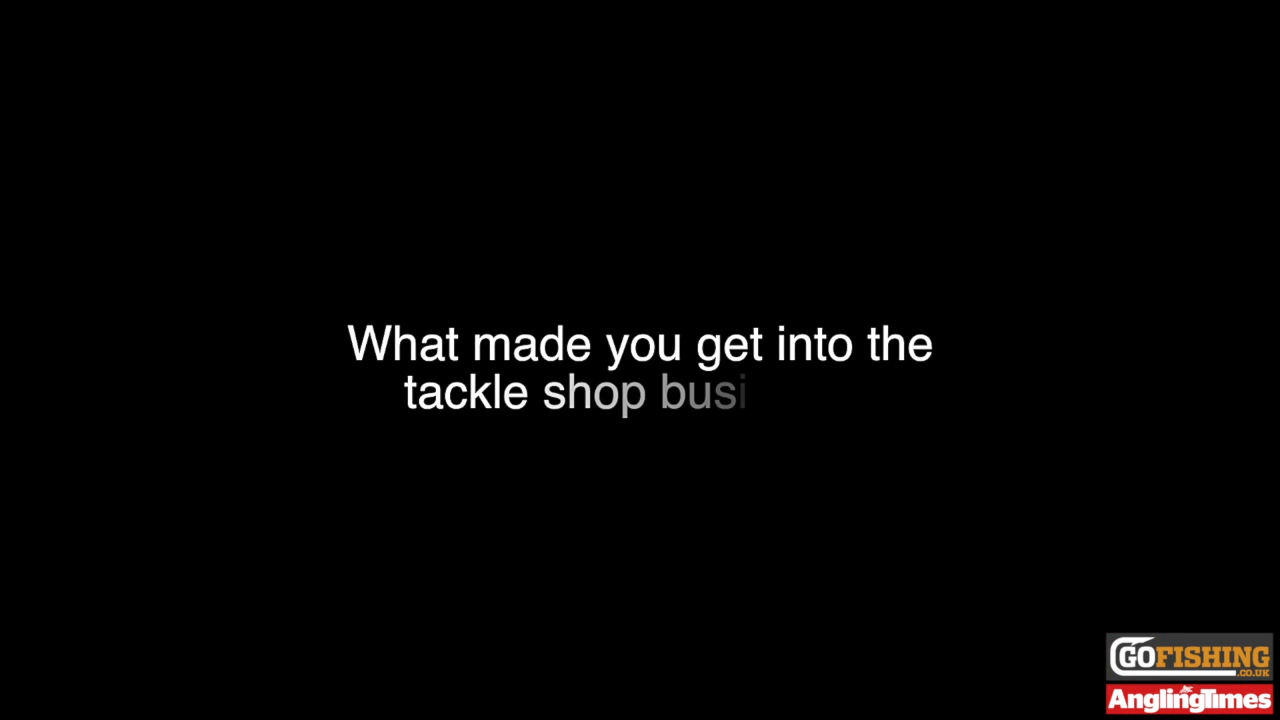 What made you get into the
tackle shop busi
GOFISHING
.CO.UK
AnglingTimes